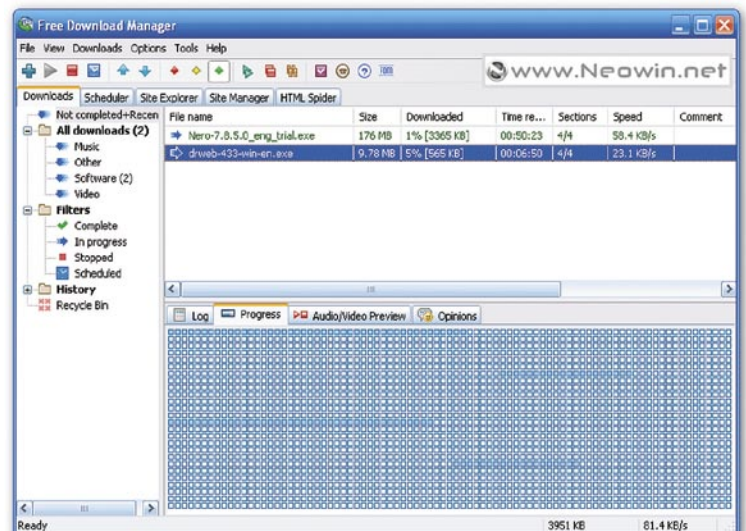 Free Download Manager
File View Downloads Options Tools Help
www.Neowin.net
Downloads Scheduler Site Explorer Site Manager HTML Spider
Not completed+Recen
All downloads (2)
Music
Other
Software (2)
Video
Filters
Complete
In progress
Stopped
Scheduled
History
Recycle Bin
File name Size Downloaded Time re... Sections Speed Comment
Nero-7.8.5.0_eng_trial.exe 176 MB 1% [3365 KB] 00:50:23 4/4 58.4 KB/s
drweb-433-win-en.exe 9.78 MB 5% [565 KB] 00:06:50 4/4 23.1 KB/s
Log Progress Audio/Video Preview Opinions
Ready 3951 KB 81.4 KB/s